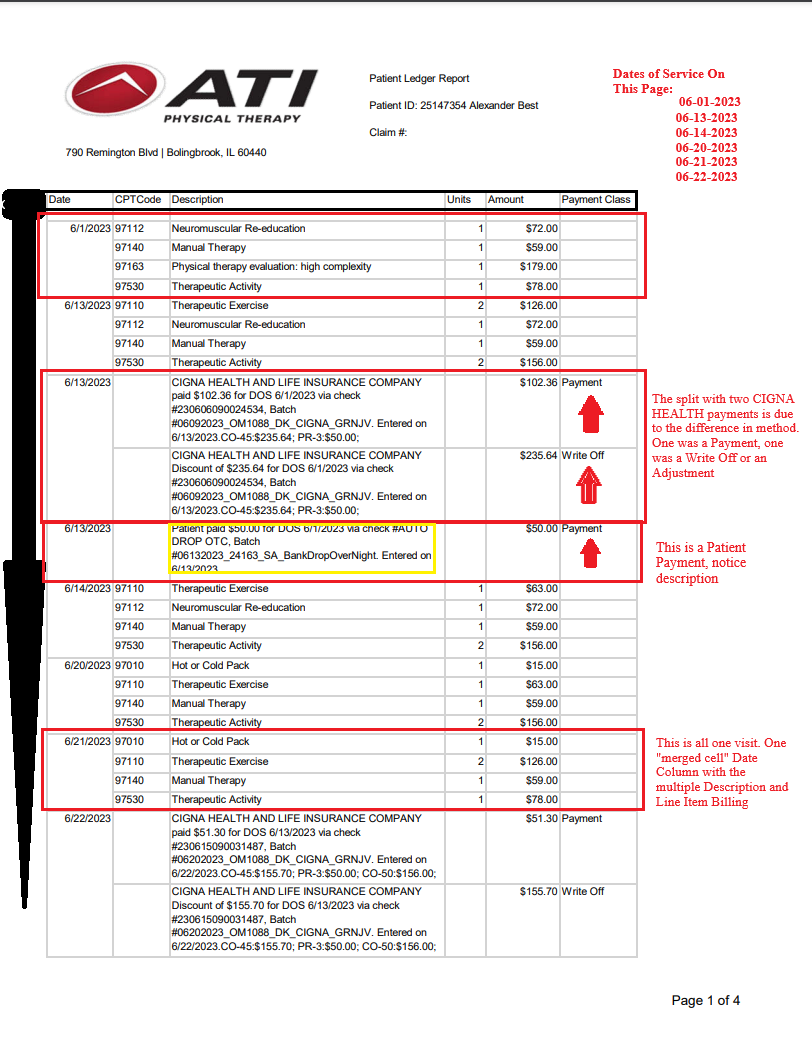 ATI
PHYSICAL THERAPY
790 Remington Blvd | Bolingbrook, IL 60440
Patient Ledger Report
Patient ID: 25147354 Alexander Best
Claim #:
Dates of Service On
This Page:
06-01-2023
06-13-2023
06-14-2023
06-20-2023
06-21-2023
06-22-2023
Date CPTCode Description Units Amount Payment Class
6/1/2023 97112 Neuromuscular Re-education 1 $72.00
97140 Manual Therapy 1 $59.00
97163 Physical therapy evaluation: high complexity 1 $179.00
97530 Therapeutic Activity 1 $78.00
6/13/2023 97110 Therapeutic Exercise 2 $126.00
97112 Neuromuscular Re-education 1 $72.00
97140 Manual Therapy 1 $59.00
97530 Therapeutic Activity 2 $156.00
6/13/2023 CIGNA HEALTH AND LIFE INSURANCE COMPANY $102.36 Payment
paid $102.36 for DOS 6/1/2023 via check
#230606090024534, Batch
#06092023_OM1088_DK_CIGNA_GRNJV. Entered on
6/13/2023.CO-45:$235.64; PR-3:$50.00;
CIGNA HEALTH AND LIFE INSURANCE COMPANY $235.64 Write Off
Discount of $235.64 for DOS 6/1/2023 via check
#230606090024534, Batch
#06092023_OM1088_DK_CIGNA_GRNJV. Entered on
6/13/2023.CO-45:$235.64; PR-3:$50.00;
The split with two CIGNA
HEALTH payments is due
to the difference in method.
One was a Payment, one
was a Write Off or an
Adjustment
6/13/2023 Patient paid $50.00 for DOS 6/1/2023 via check #AUTO $50.00 Payment
DROP OTC, Batch
#06132023_24163_SA_BankDropOverNight. Entered on
6/13/2023
This is a Patient
Payment, notice
description
6/14/2023 97110 Therapeutic Exercise 1 $63.00
97112 Neuromuscular Re-education 1 $72.00
97140 Manual Therapy 1 $59.00
97530 Therapeutic Activity 2 $156.00
6/20/2023 97010 Hot or Cold Pack 1 $15.00
97110 Therapeutic Exercise 1 $63.00
97140 Manual Therapy 1 $59.00
97530 Therapeutic Activity 2 $156.00
6/21/2023 97010 Hot or Cold Pack 1 $15.00
97110 Therapeutic Exercise 2 $126.00
97140 Manual Therapy 1 $59.00
97530 Therapeutic Activity 1 $78.00
This is all one visit. One
"merged cell" Date
Column with the
multiple Description and
Line Item Billing
6/22/2023 CIGNA HEALTH AND LIFE INSURANCE COMPANY $51.30 Payment
paid $51.30 for DOS 6/13/2023 via check
#230615090031487, Batch
#06202023_OM1088_DK_CIGNA_GRNJV. Entered on
6/22/2023.CO-45:$155.70; PR-3:$50.00; CO-50:$156.00;
CIGNA HEALTH AND LIFE INSURANCE COMPANY $155.70 Write Off
Discount of $155.70 for DOS 6/13/2023 via check
#230615090031487, Batch
#06202023_OM1088_DK_CIGNA_GRNJV. Entered on
6/22/2023.CO-45:$155.70; PR-3:$50.00; CO-50:$156.00;
Page 1 of 4